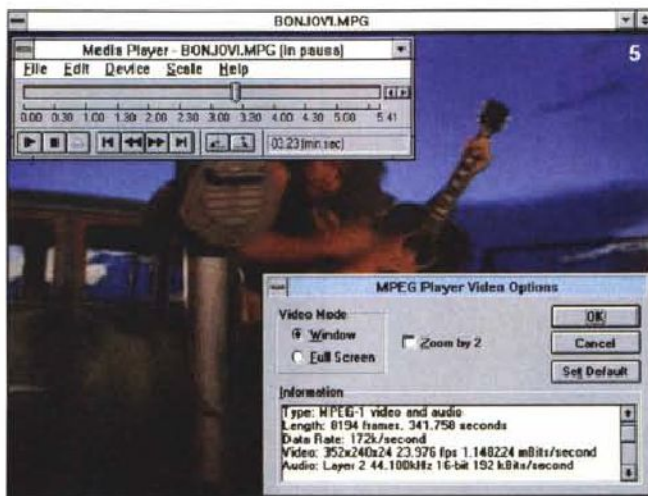 BONJOVI.MPG
Media Player - BONJOVI.MPG (in pausa)
5
File Edit Device Scale Help
0.00 0.30 1.00 1.30 2.00 2.30 3.00 3.30 4.00 4.30 5.00 5.41
03.23 (min:sec)
MPEG Player Video Options
Video Mode
Window
Full Screen
Zoom by 2
OK
Cancel
Set Default
Information
Type: MPEG-1 video and audio
Length: 8194 frames, 341.758 seconds
Data Rate: 172k/second
Video: 352x240x24 23.976 fps 1.148224 mBits/second
Audio: Layer 2 44.100kHz 16-bit 192 kBits/second